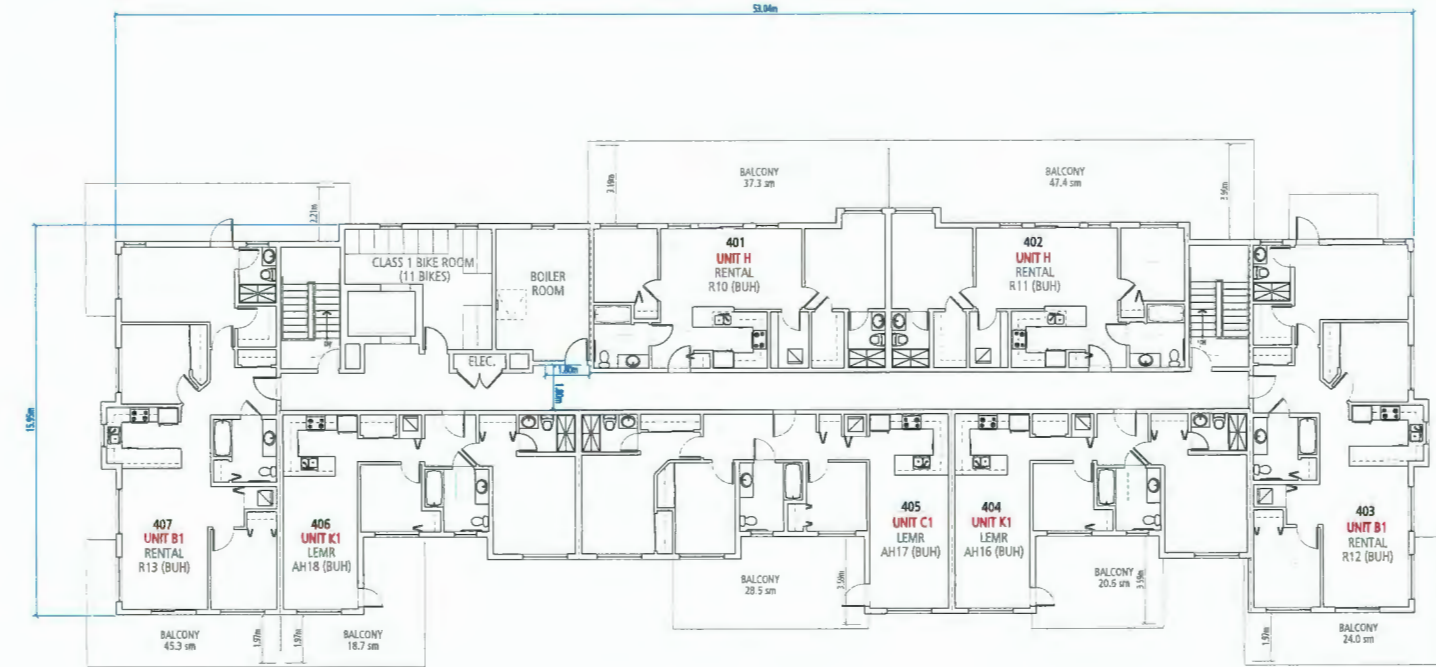 53.04m
BALCONY
37.3 sm
BALCONY
47.4 sm
3.19m
3.95m
2.21m
15.95m
CLASS 1 BIKE ROOM
(11 BIKES)
BOILER
ROOM
401
UNIT H
RENTAL
R10 (BUH)
402
UNIT H
RENTAL
R11 (BUH)
ELEC.
1.80m
1.80m
407
UNIT B1
RENTAL
R13 (BUH)
406
UNIT K1
LEMR
AH18 (BUH)
405
UNIT C1
LEMR
AH17 (BUH)
404
UNIT K1
LEMR
AH16 (BUH)
403
UNIT B1
RENTAL
R12 (BUH)
BALCONY
28.5 sm
3.59m
BALCONY
20.6 sm
3.59m
BALCONY
45.3 sm
1.97m
1.97m
BALCONY
18.7 sm
1.97m
BALCONY
24.0 sm